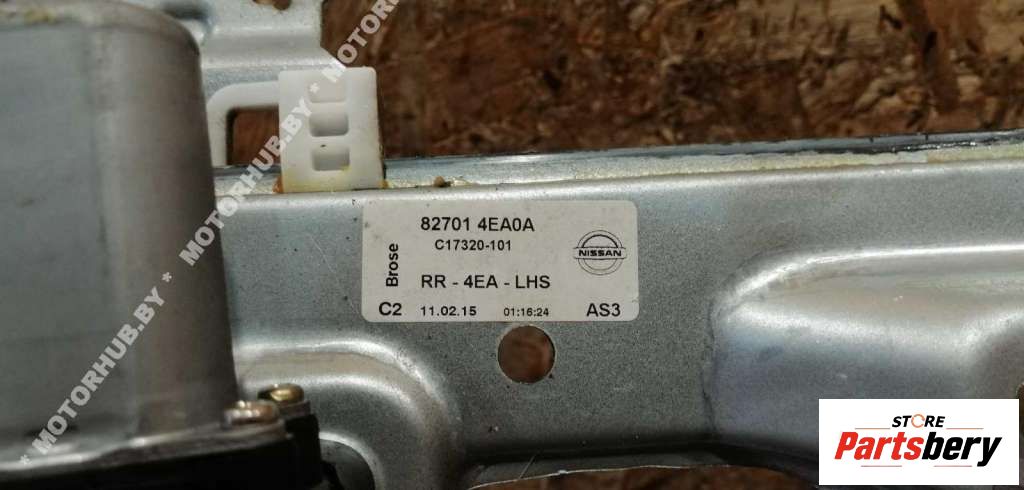 * MOTORHUB.BY * MOTORHUB.BY * MOTORHUB
82701 4EA0A
C17320-101
Brose
NISSAN
RR - 4EA - LHS
C2 11.02.15 01:16:24 AS3
STORE
Partsbery